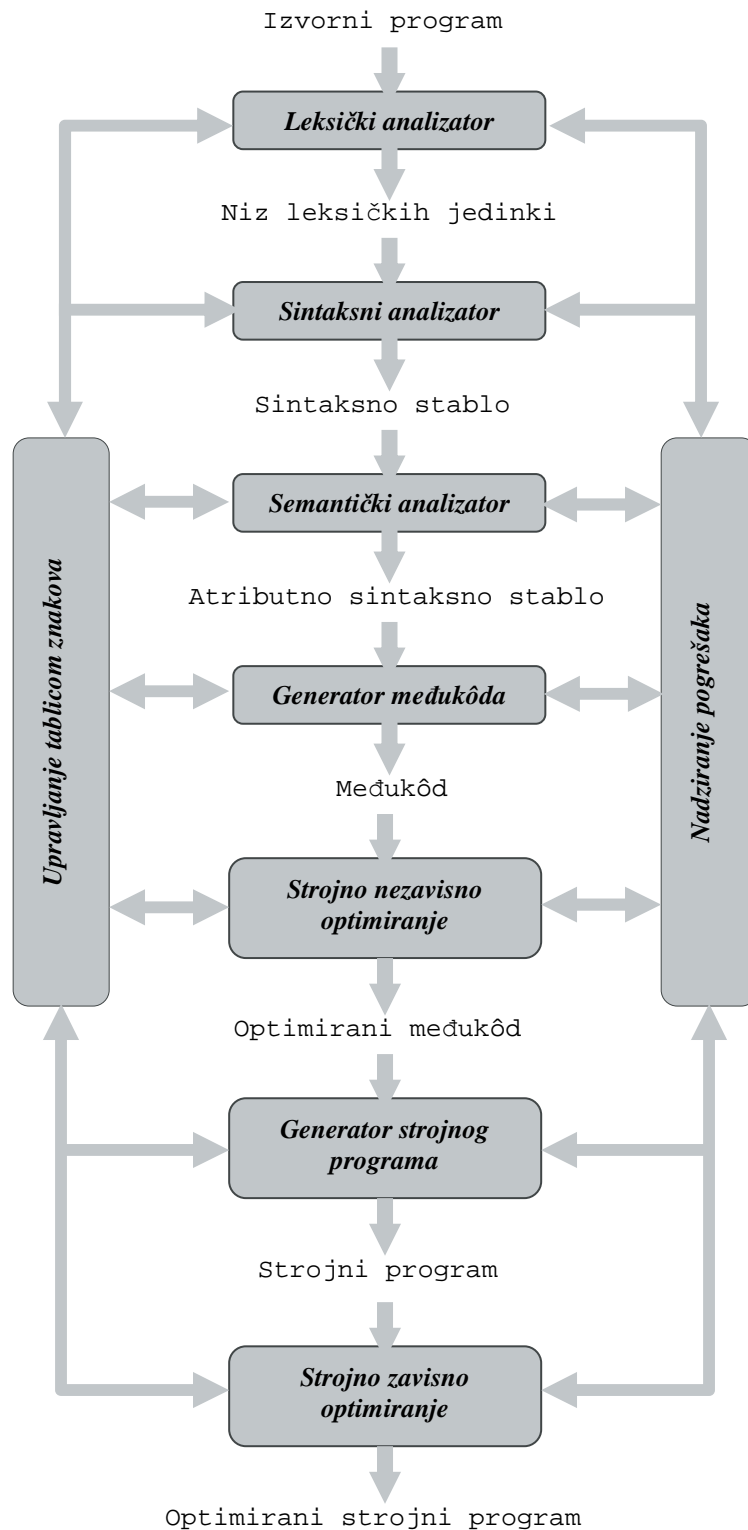 Izvorni program
Leksički analizator
Niz leksičkih jedinki
Sintaksni analizator
Sintaksno stablo
Semantički analizator
Atributno sintaksno stablo
Upravljanje tablicom znakova
Nadziranje pogrešaka
Generator međukôda
Međukôd
Strojno nezavisno
optimiranje
Optimirani međukôd
Generator strojnog
programa
Strojni program
Strojno zavisno
optimiranje
Optimirani strojni program